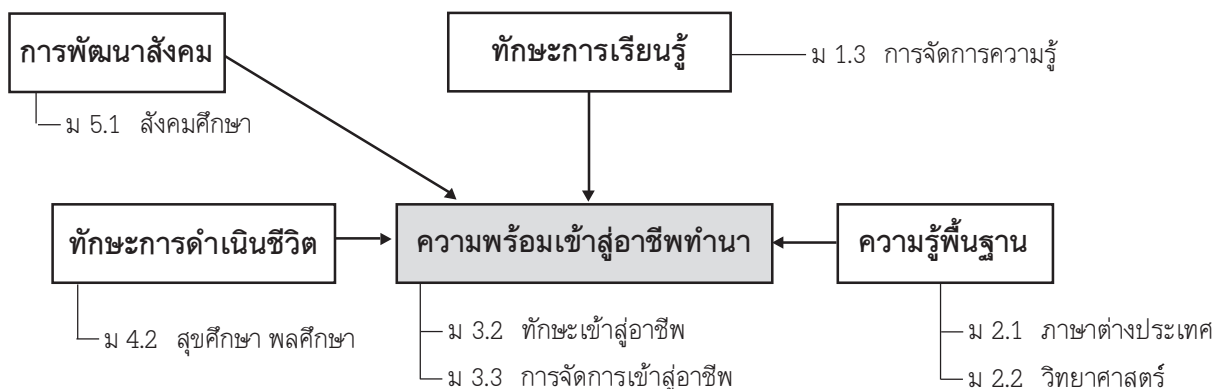 การพัฒนาสังคม
ม 5.1 สังคมศึกษา
ทักษะการเรียนรู้
ม 1.3 การจัดการความรู้
ทักษะการดำเนินชีวิต
ม 4.2 สุขศึกษา พลศึกษา
ความพร้อมเข้าสู่อาชีพทำนา
ม 3.2 ทักษะเข้าสู่อาชีพ
ม 3.3 การจัดการเข้าสู่อาชีพ
ความรู้พื้นฐาน
ม 2.1 ภาษาต่างประเทศ
ม 2.2 วิทยาศาสตร์